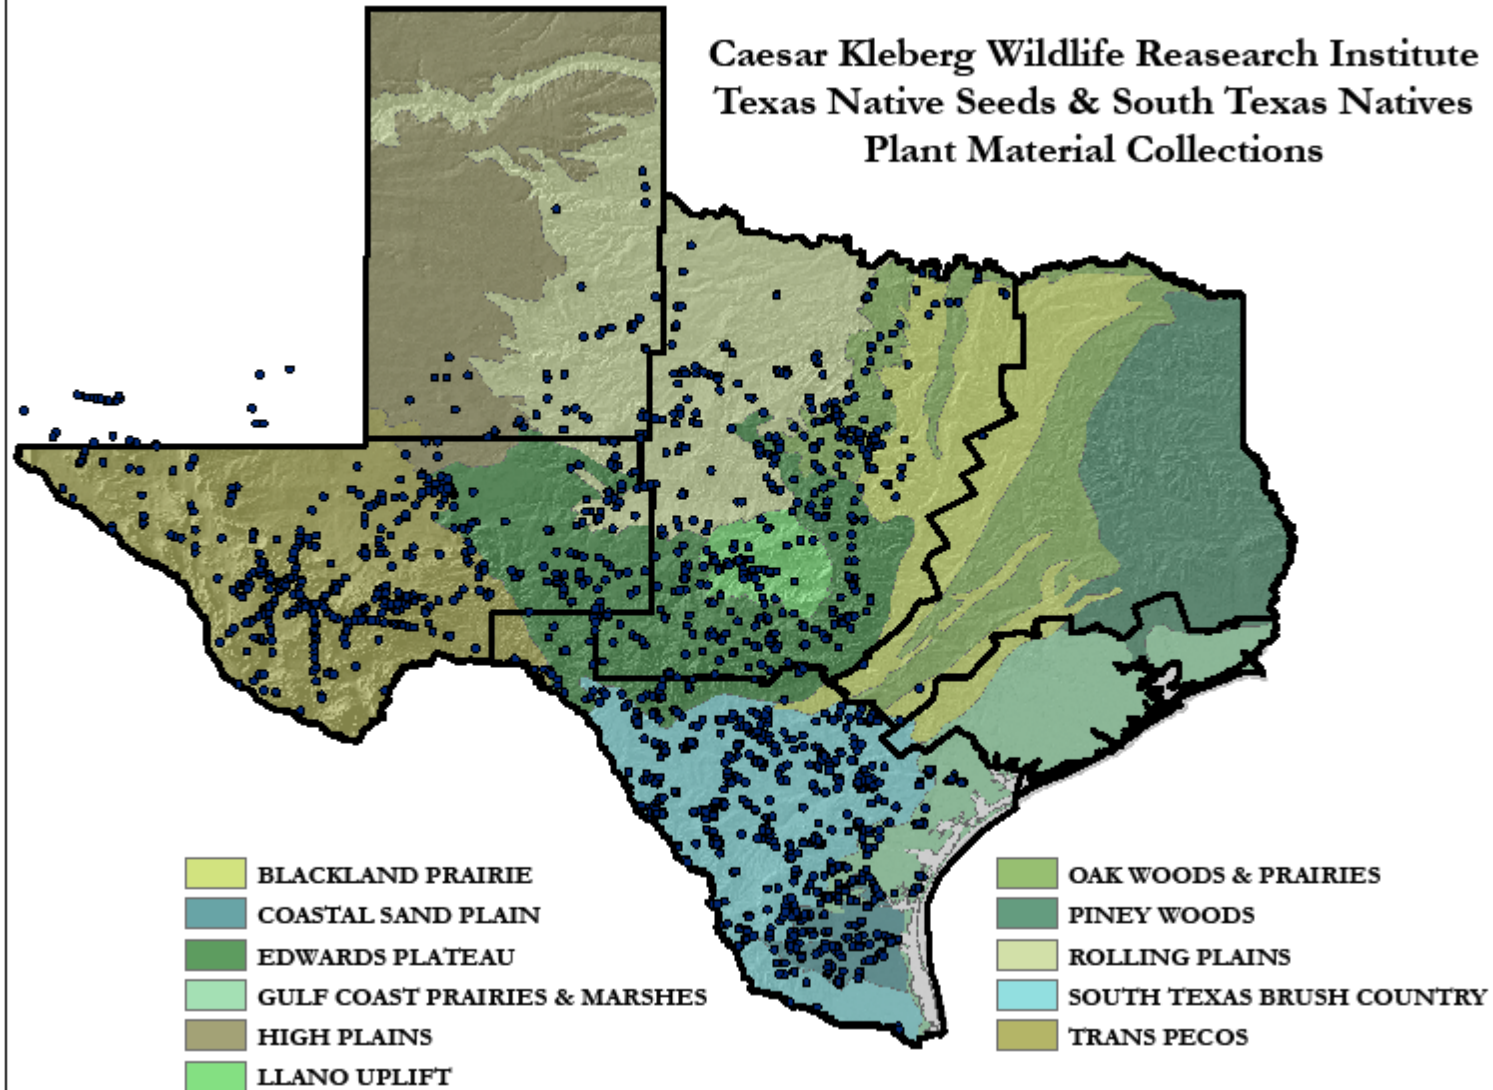 Caesar Kleberg Wildlife Reasearch Institute
Texas Native Seeds & South Texas Natives
Plant Material Collections
BLACKLAND PRAIRIE
COASTAL SAND PLAIN
EDWARDS PLATEAU
GULF COAST PRAIRIES & MARSHES
HIGH PLAINS
LLANO UPLIFT
OAK WOODS & PRAIRIES
PINEY WOODS
ROLLING PLAINS
SOUTH TEXAS BRUSH COUNTRY
TRANS PECOS